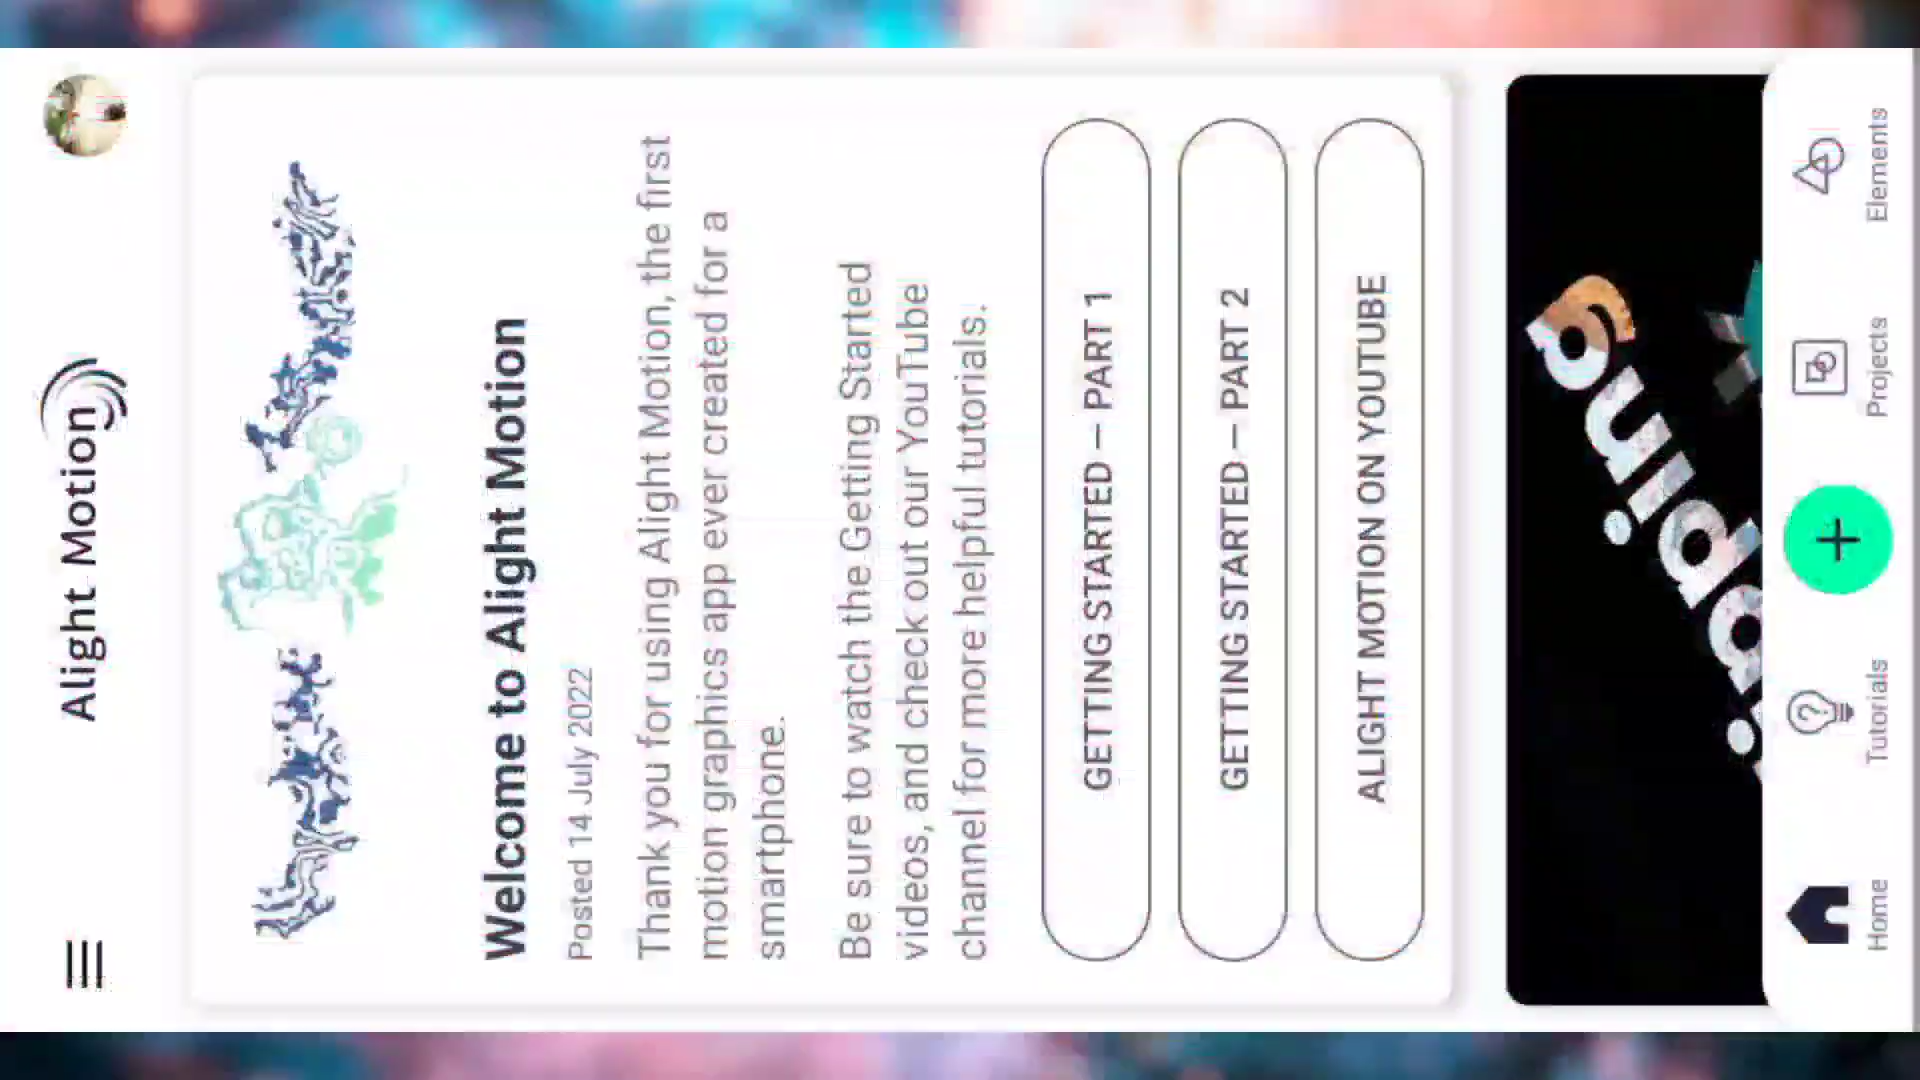 Alight Motion
Welcome to Alight Motion
Posted 14 July 2022
Thank you for using Alight Motion, the first
motion graphics app ever created for a
smartphone.
Be sure to watch the Getting Started
videos, and check out our YouTube
channel for more helpful tutorials.
GETTING STARTED – PART 1
GETTING STARTED – PART 2
ALIGHT MOTION ON YOUTUBE
Home
Tutorials
Projects
Elements